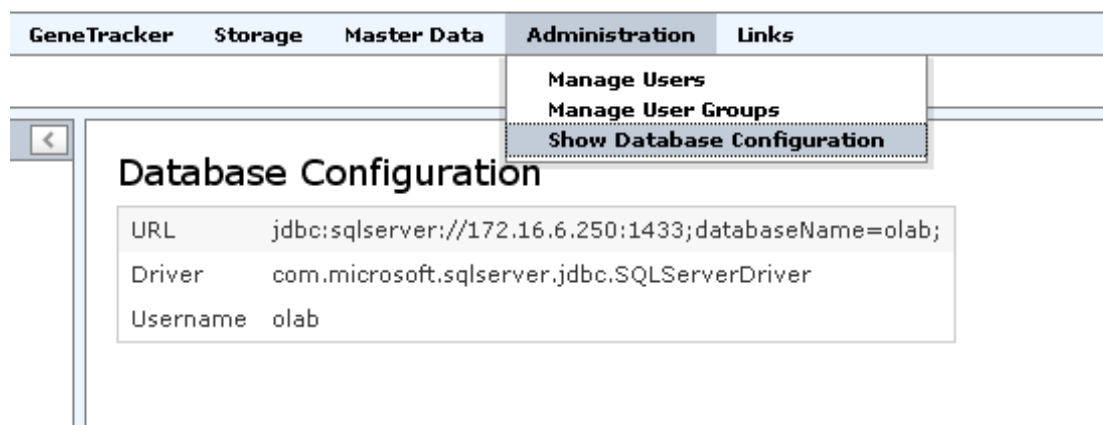 GeneTracker Storage Master Data Administration Links
Manage Users
Manage User Groups
Show Database Configuration
Database Configuration
URL jdbc:sqlserver://172.16.6.250:1433;databaseName=olab;
Driver com.microsoft.sqlserver.jdbc.SQLServerDriver
Username olab